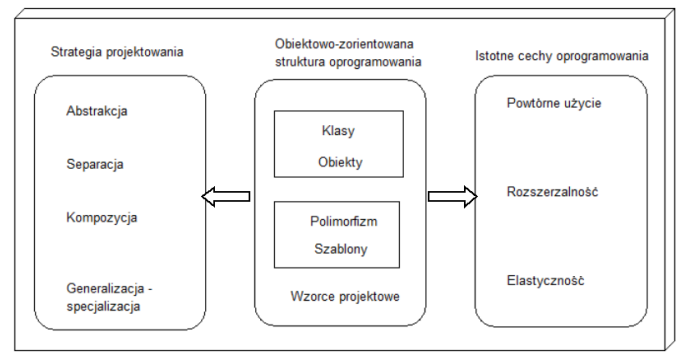 Strategia projektowania
Abstrakcja
Separacja
Kompozycja
Generalizacja -
specjalizacja
Obiektowo-zorientowana
struktura oprogramowania
Klasy
Obiekty
Polimorfizm
Szablony
Wzorce projektowe
Istotne cechy oprogramowania
Powtòrne użycie
Rozszerzalność
Elastyczność